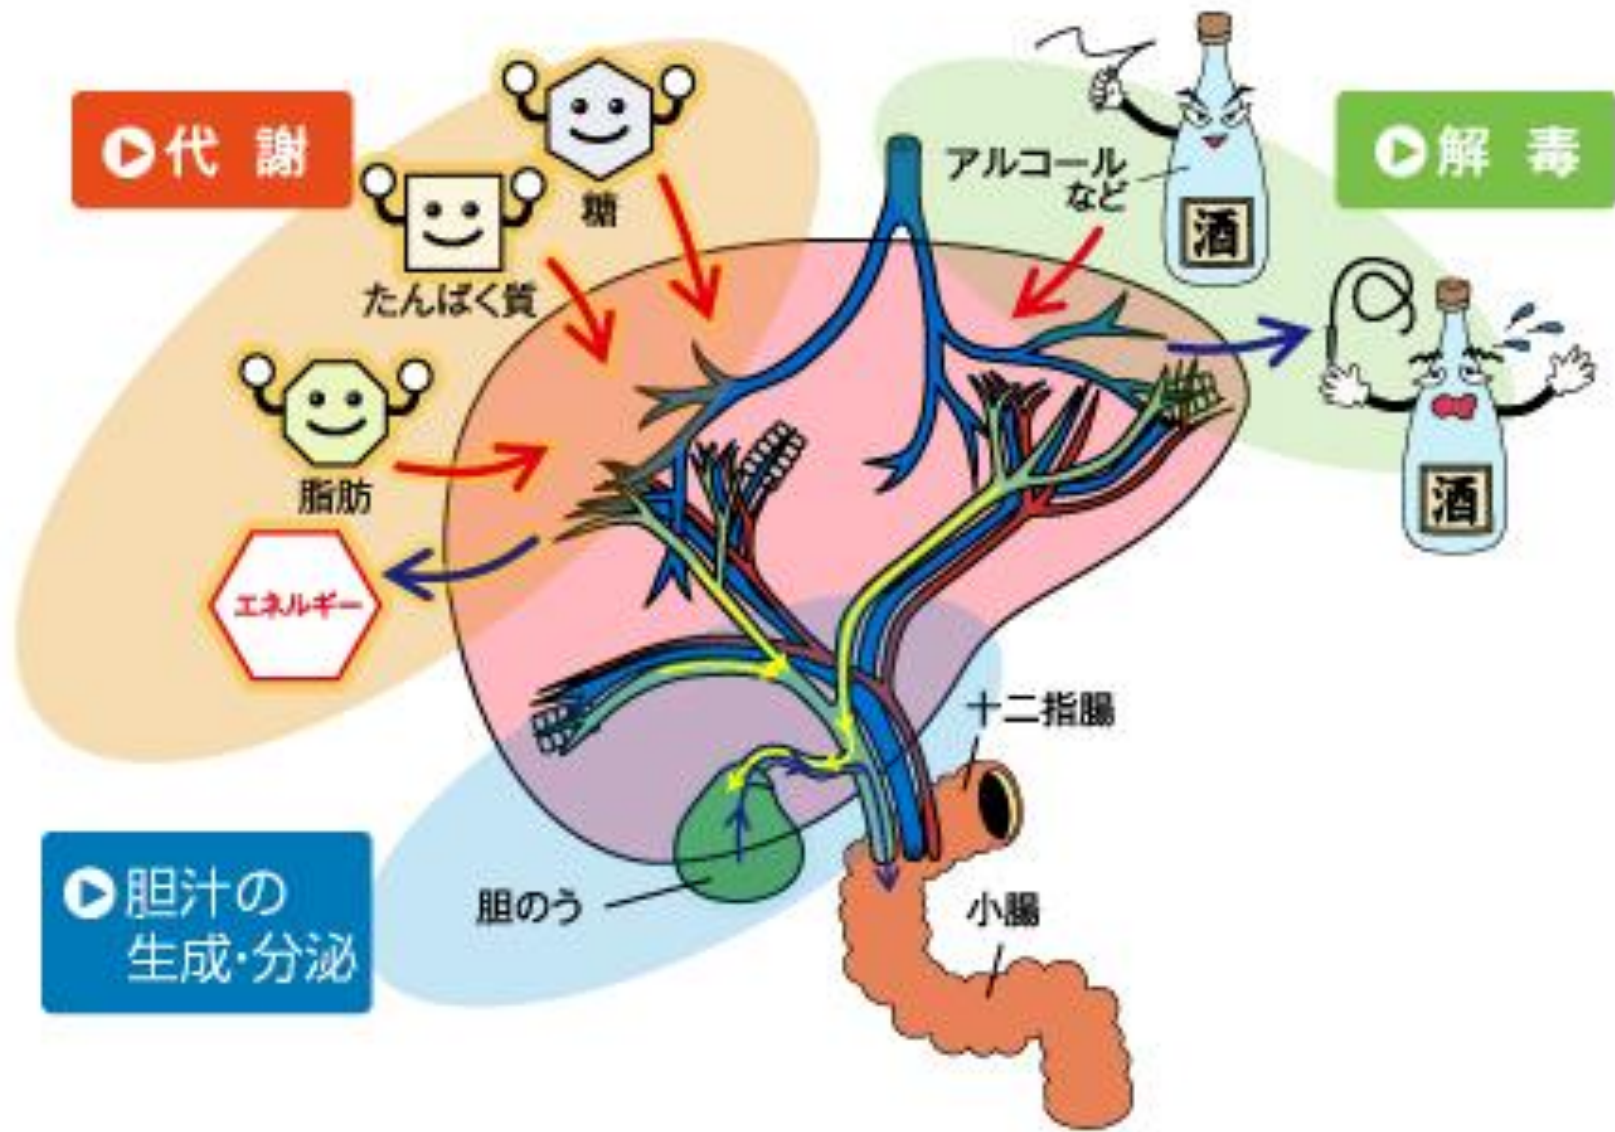 代謝
糖
たんぱく質
脂肪
エネルギー
アルコール
など
酒
解毒
酒
胆汁の
生成・分泌
胆のう
十二指腸
小腸